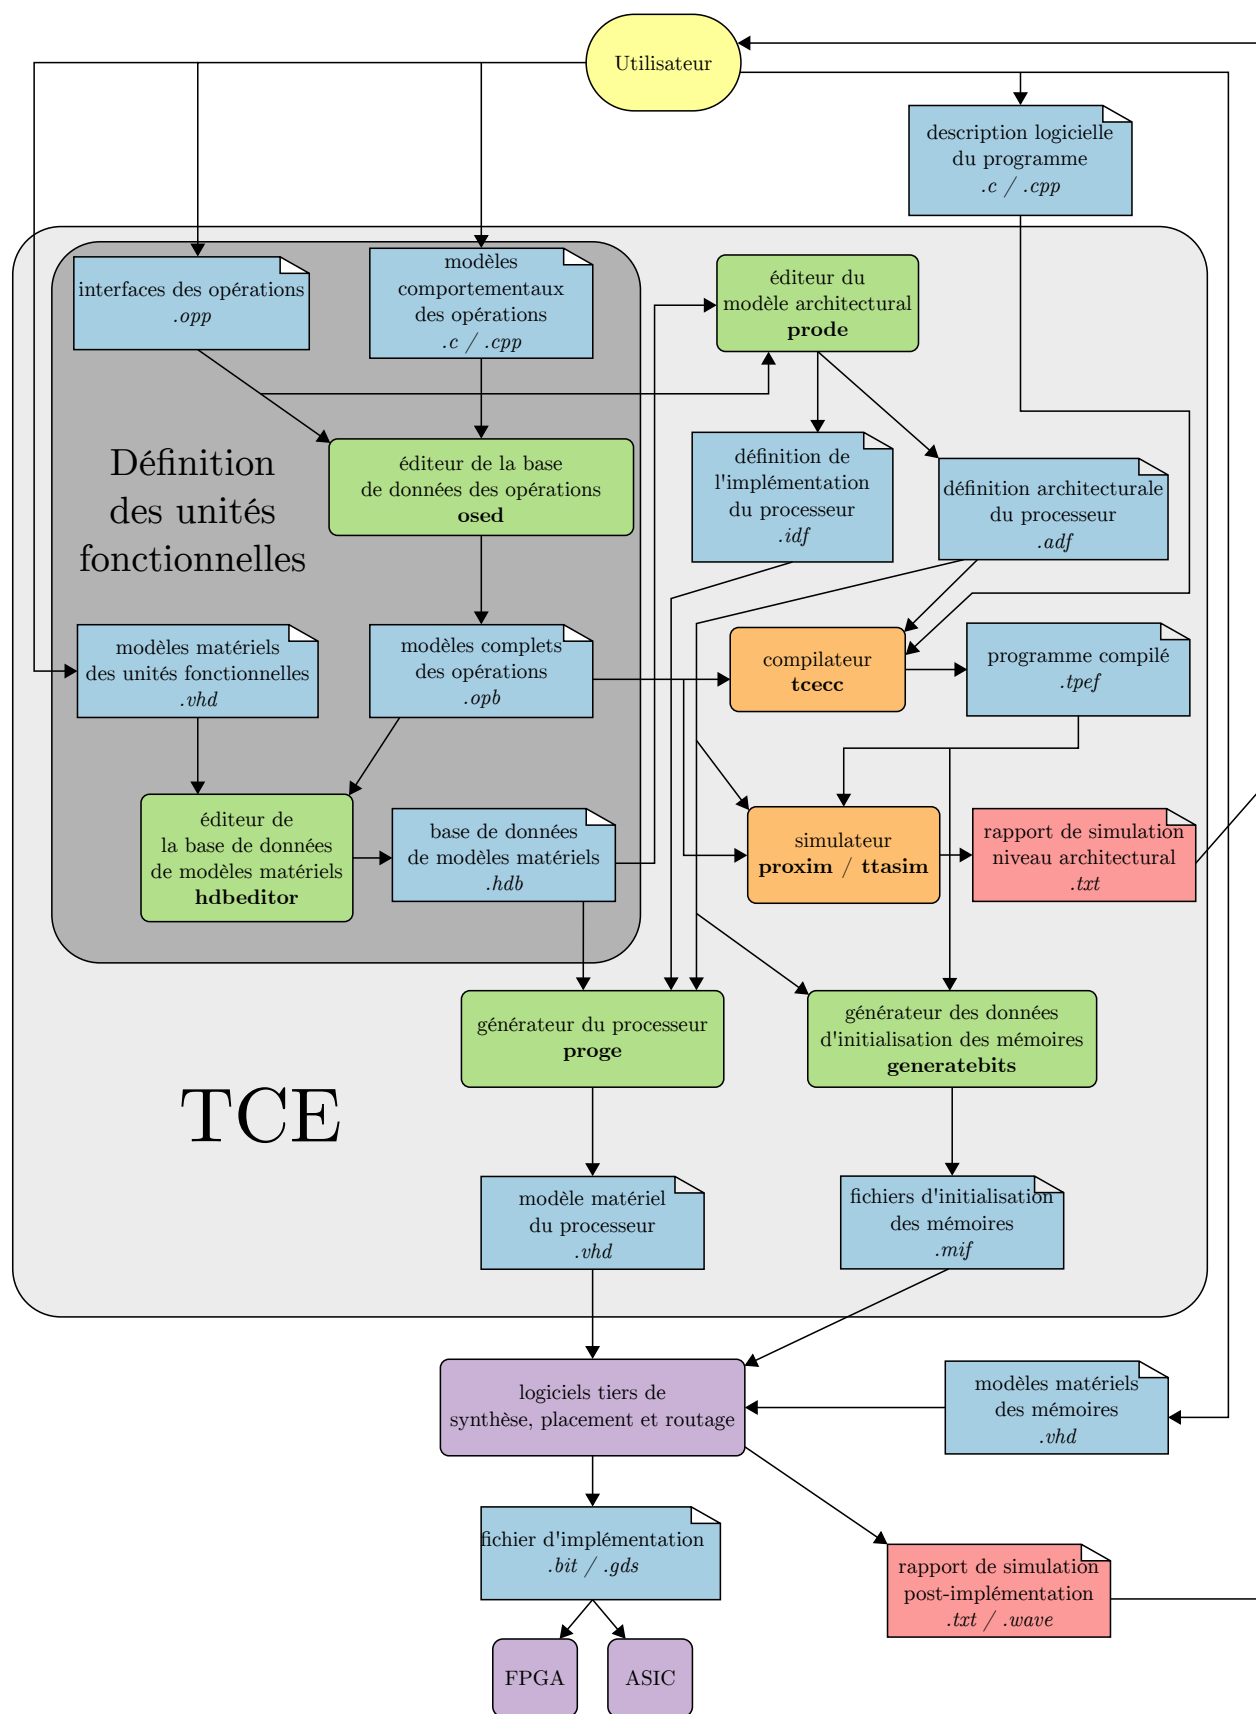 Utilisateur
description logicielle
du programme
.c / .cpp
interfaces des opérations
.opp
modèles
comportementaux
des opérations
.c / .cpp
éditeur du
modèle architectural
prode
Définition
des unités
fonctionnelles
éditeur de la base
de données des opérations
osed
définition de
l'implémentation
du processeur
.idf
définition architecturale
du processeur
.adf
modèles matériels
des unités fonctionnelles
.vhd
modèles complets
des opérations
.opb
compilateur
tcecc
programme compilé
.tpef
éditeur de
la base de données
de modèles matériels
hdbeditor
base de données
de modèles matériels
.hdb
simulateur
proxim / ttasim
rapport de simulation
niveau architectural
.txt
générateur du processeur
proge
générateur des données
d'initialisation des mémoires
generatebits
TCE
modèle matériel
du processeur
.vhd
fichiers d'initialisation
des mémoires
.mif
logiciels tiers de
synthèse, placement et routage
modèles matériels
des mémoires
.vhd
fichier d'implémentation
.bit / .gds
rapport de simulation
post-implémentation
.txt / .wave
FPGA
ASIC